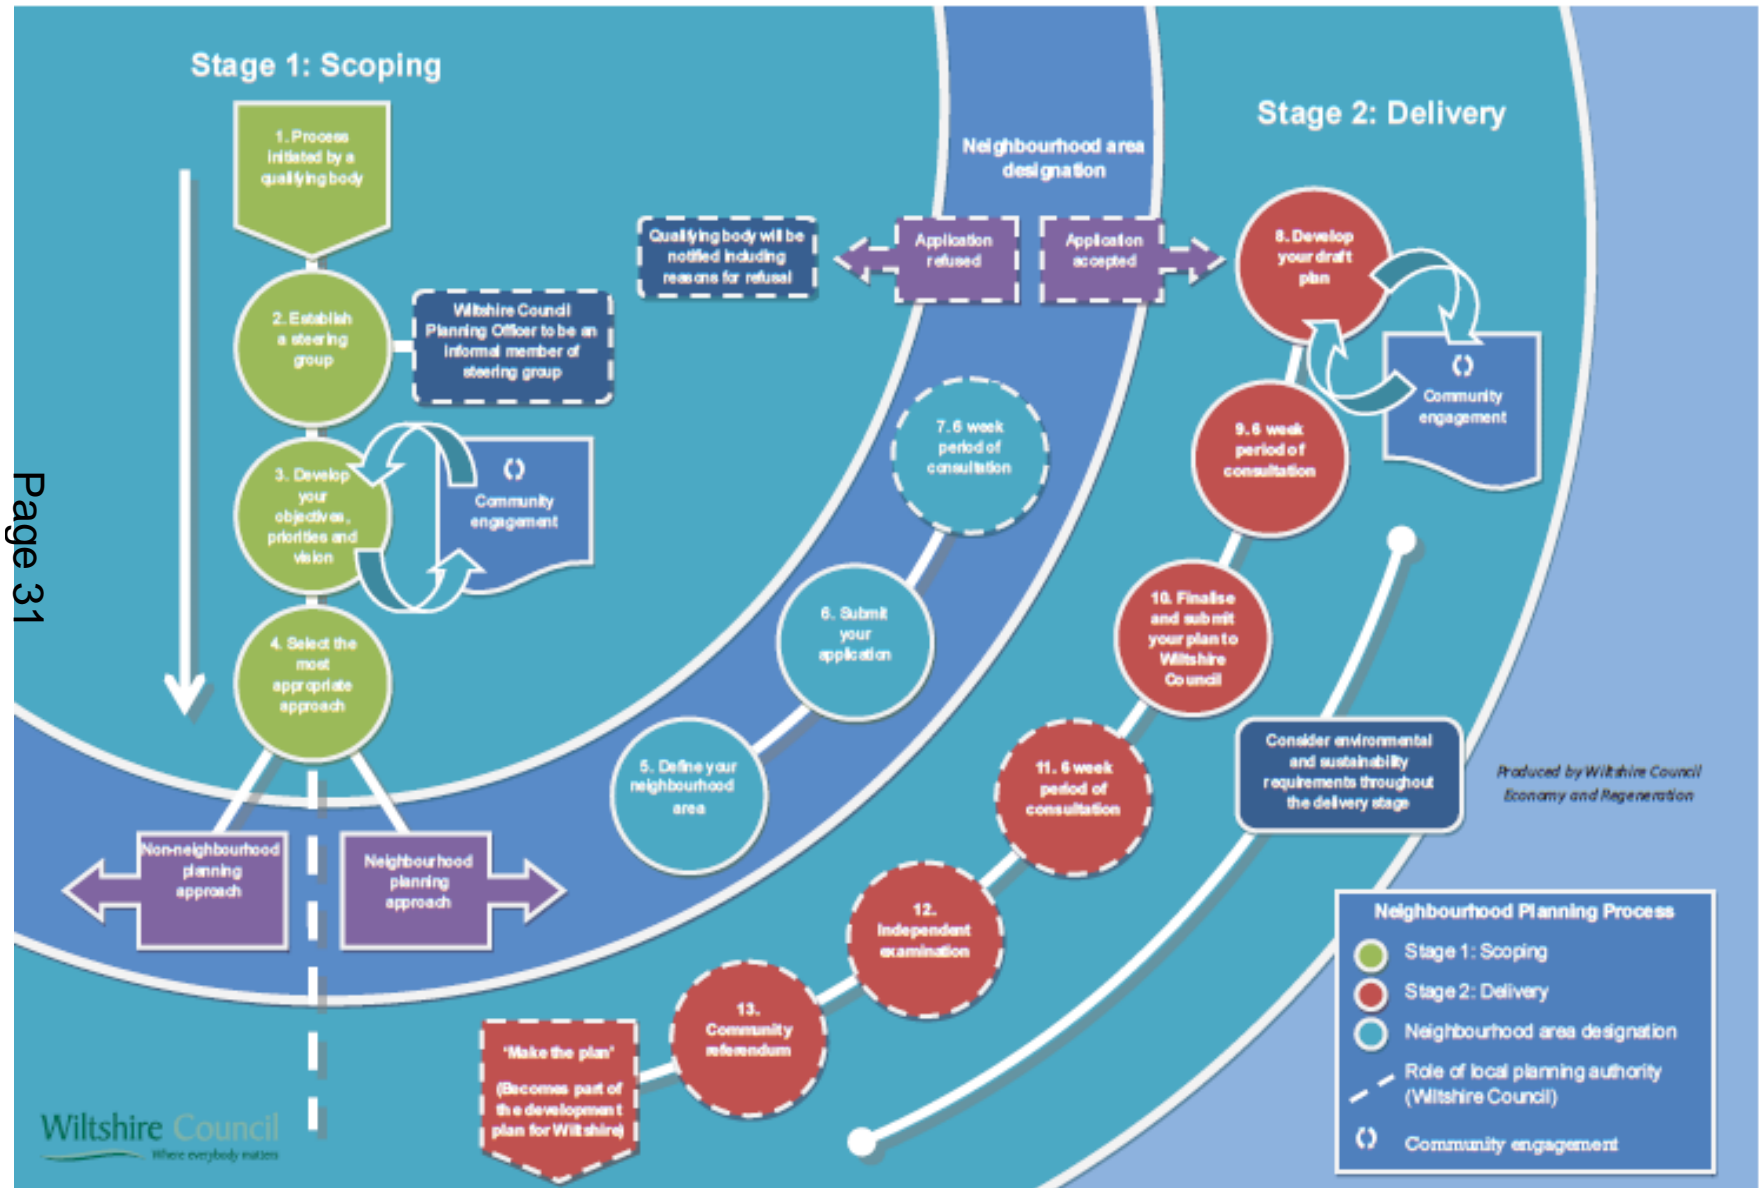 Stage 1: Scoping
1. Process
initiated by a
qualifying body
2. Establish
a steering
group
Wiltshire Council
Planning Officer to be an
informal member of
steering group
3. Develop
your
objectives,
priorities and
vision
Community
engagement
4. Select the
most
appropriate
approach
Non-neighbourhood
planning
approach
Neighbourhood
planning
approach
Neighbourhood area
designation
Qualifying body will be
notified including
reasons for refusal
Application
refused
Application
accepted
7. 6 week
period of
consultation
6. Submit
your
application
5. Define your
neighbourhood
area
Stage 2: Delivery
8. Develop
your draft
plan
Community
engagement
9. 6 week
period of
consultation
10. Finalise
and submit
your plan to
Wiltshire
Council
11. 6 week
period of
consultation
12.
Independent
examination
13.
Community
referendum
'Make the plan'
(Becomes part of
the development
plan for Wiltshire)
Consider environmental
and sustainability
requirements throughout
the delivery stage
Produced by Wiltshire Council
Economy and Regeneration
Neighbourhood Planning Process
Stage 1: Scoping
Stage 2: Delivery
Neighbourhood area designation
Role of local planning authority
(Wiltshire Council)
Community engagement
Wiltshire Council
Where everybody matters
Page 31